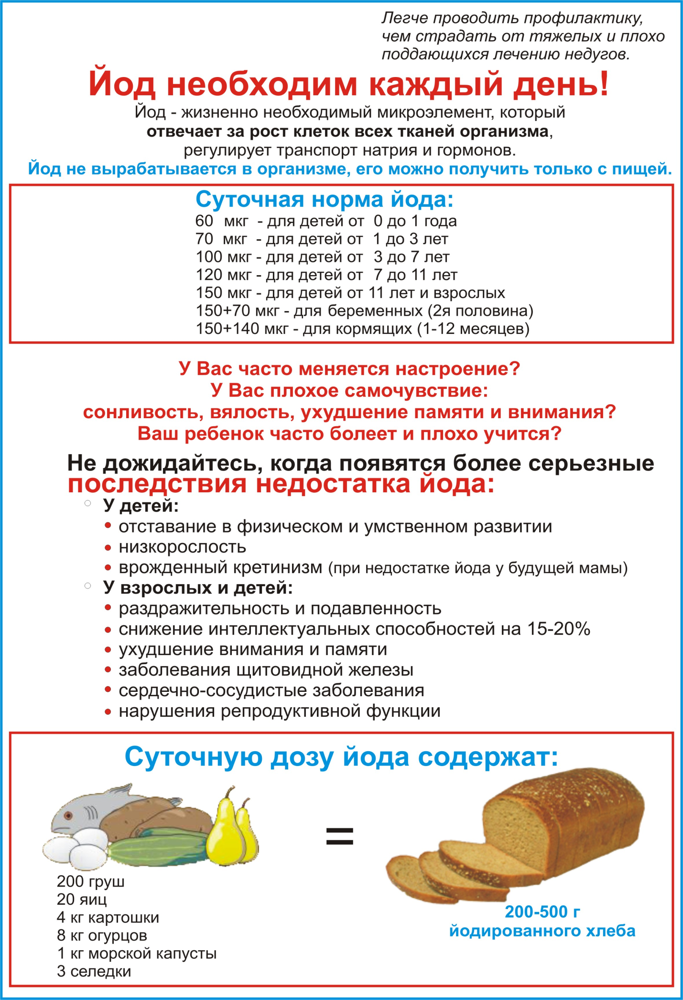 Легче проводить профилактику,
чем страдать от тяжелых и плохо
поддающихся лечению недугов.
Йод необходим каждый день!
Йод - жизненно необходимый микроэлемент, который
отвечает за рост клеток всех тканей организма,
регулирует транспорт натрия и гормонов.
Йод не вырабатывается в организме, его можно получить только с пищей.
Суточная норма йода:
60 мкг - для детей от 0 до 1 года
70 мкг - для детей от 1 до 3 лет
100 мкг - для детей от 3 до 7 лет
120 мкг - для детей от 7 до 11 лет
150 мкг - для детей от 11 лет и взрослых
150+70 мкг - для беременных (2я половина)
150+140 мкг - для кормящих (1-12 месяцев)
У Вас часто меняется настроение?
У Вас плохое самочувствие:
сонливость, вялость, ухудшение памяти и внимания?
Ваш ребенок часто болеет и плохо учится?
Не дожидайтесь, когда появятся более серьезные
последствия недостатка йода:
У детей:
отставание в физическом и умственном развитии
низкорослость
врожденный кретинизм (при недостатке йода у будущей мамы)
У взрослых и детей:
раздражительность и подавленность
снижение интеллектуальных способностей на 15-20%
ухудшение внимания и памяти
заболевания щитовидной железы
сердечно-сосудистые заболевания
нарушения репродуктивной функции
Суточную дозу йода содержат:
=
200 груш
20 яиц
4 кг картошки
8 кг огурцов
1 кг морской капусты
3 селедки
200-500 г
йодированного хлеба